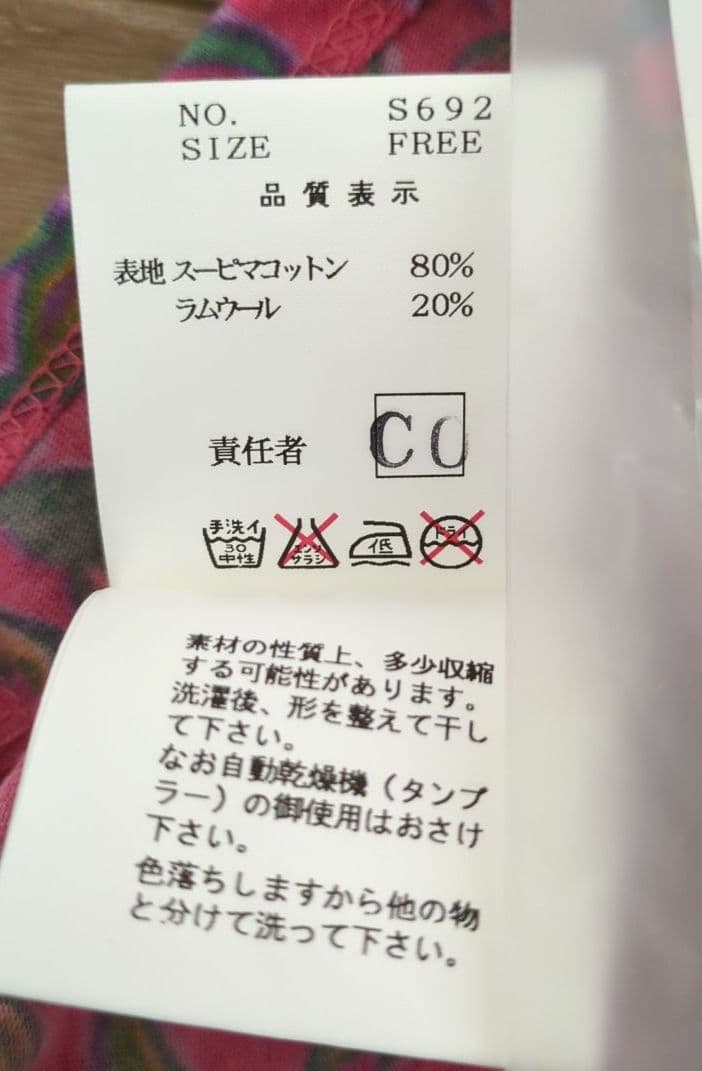 NO. S692
SIZE FREE
品質表示
表地 スーピマコットン 80%
ラムウール 20%
責任者 CO
手洗イ
30
中性
エンソ
サラシ
低
ドライ
素材の性質上、多少収縮
する可能性があります。
洗濯後、形を整えて干し
て下さい。
なお自動乾燥機（タンブ
ラー）の御使用はおさけ
下さい。
色落ちしますから他の物
と分けて洗って下さい。